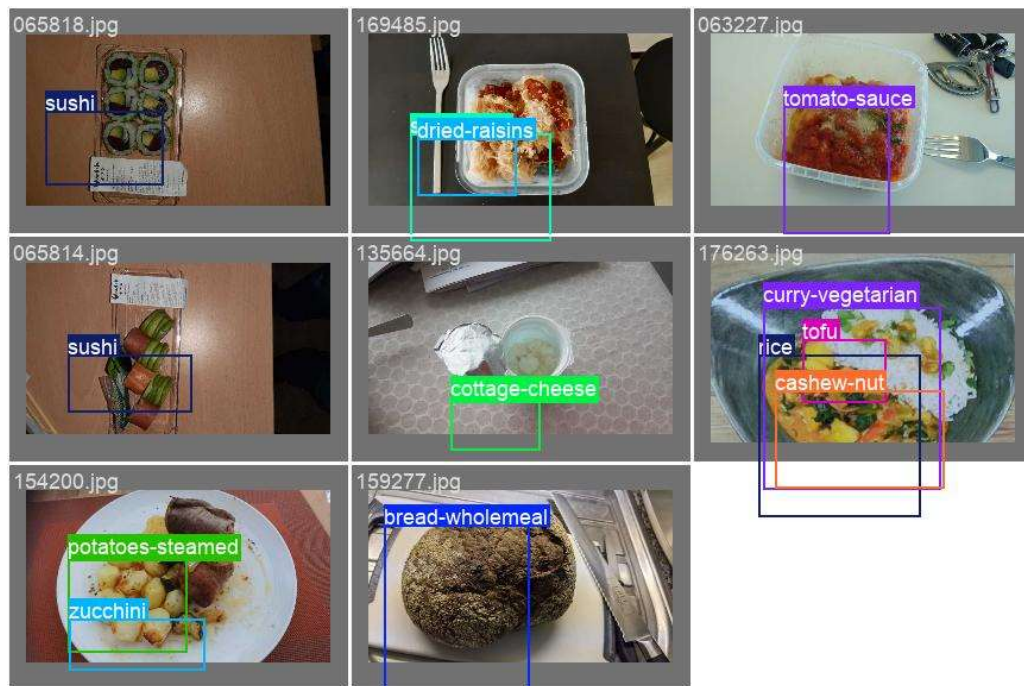 065818.jpg
sushi
169485.jpg
dried-raisins
063227.jpg
tomato-sauce
065814.jpg
sushi
135664.jpg
cottage-cheese
176263.jpg
curry-vegetarian
tofu
rice
cashew-nut
154200.jpg
potatoes-steamed
zucchini
159277.jpg
bread-wholemeal